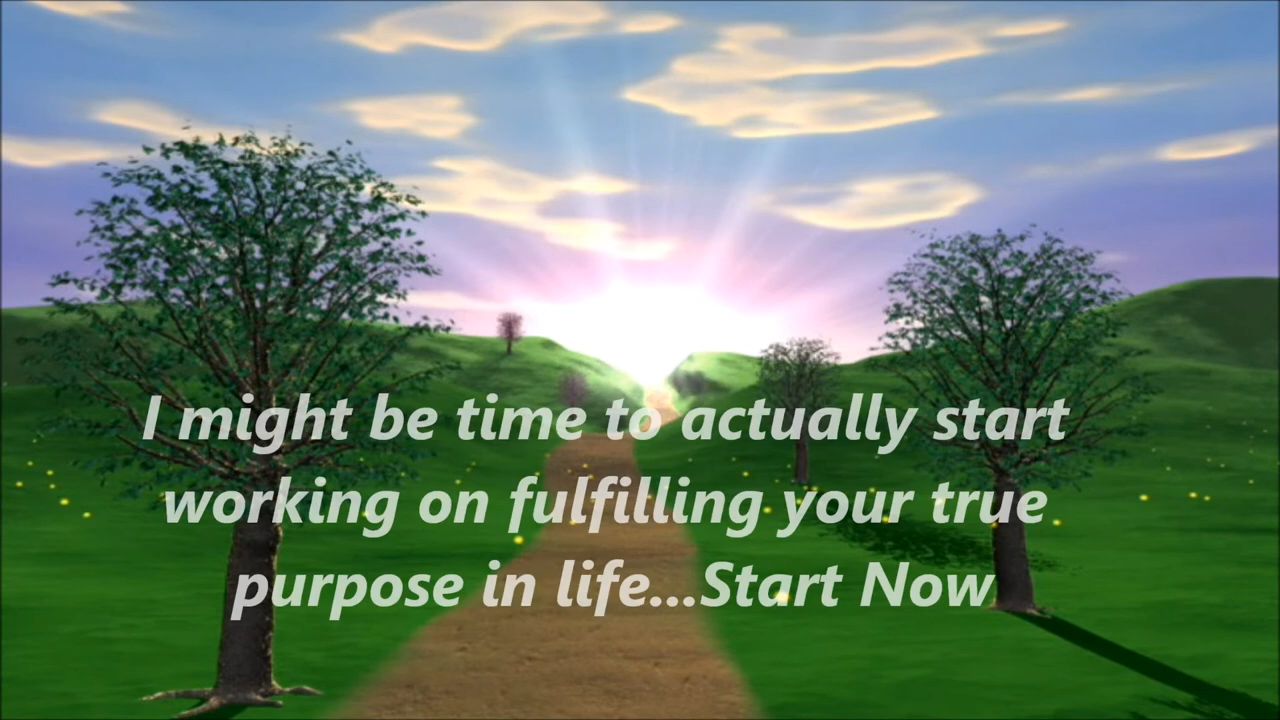 I might be time to actually start
working on fulfilling your true
purpose in life...Start Now